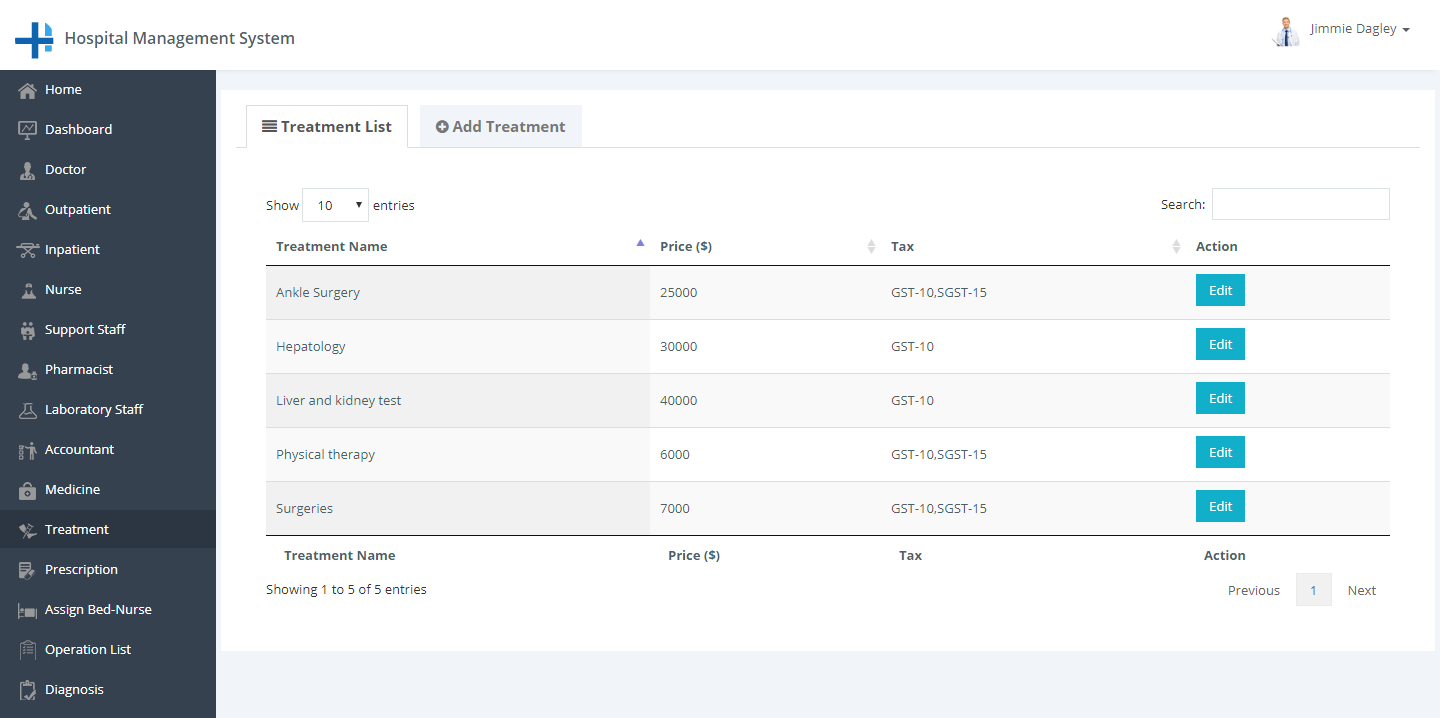 Hospital Management System
Jimmie Dagley
Home
Dashboard
Doctor
Outpatient
Inpatient
Nurse
Support Staff
Pharmacist
Laboratory Staff
Accountant
Medicine
Treatment
Prescription
Assign Bed-Nurse
Operation List
Diagnosis
Treatment List Add Treatment
Show 10 entries Search:
Treatment Name Price ($) Tax Action
Ankle Surgery 25000 GST-10,SGST-15 Edit
Hepatology 30000 GST-10 Edit
Liver and kidney test 40000 GST-10 Edit
Physical therapy 6000 GST-10,SGST-15 Edit
Surgeries 7000 GST-10,SGST-15 Edit
Treatment Name Price ($) Tax Action
Showing 1 to 5 of 5 entries Previous 1 Next